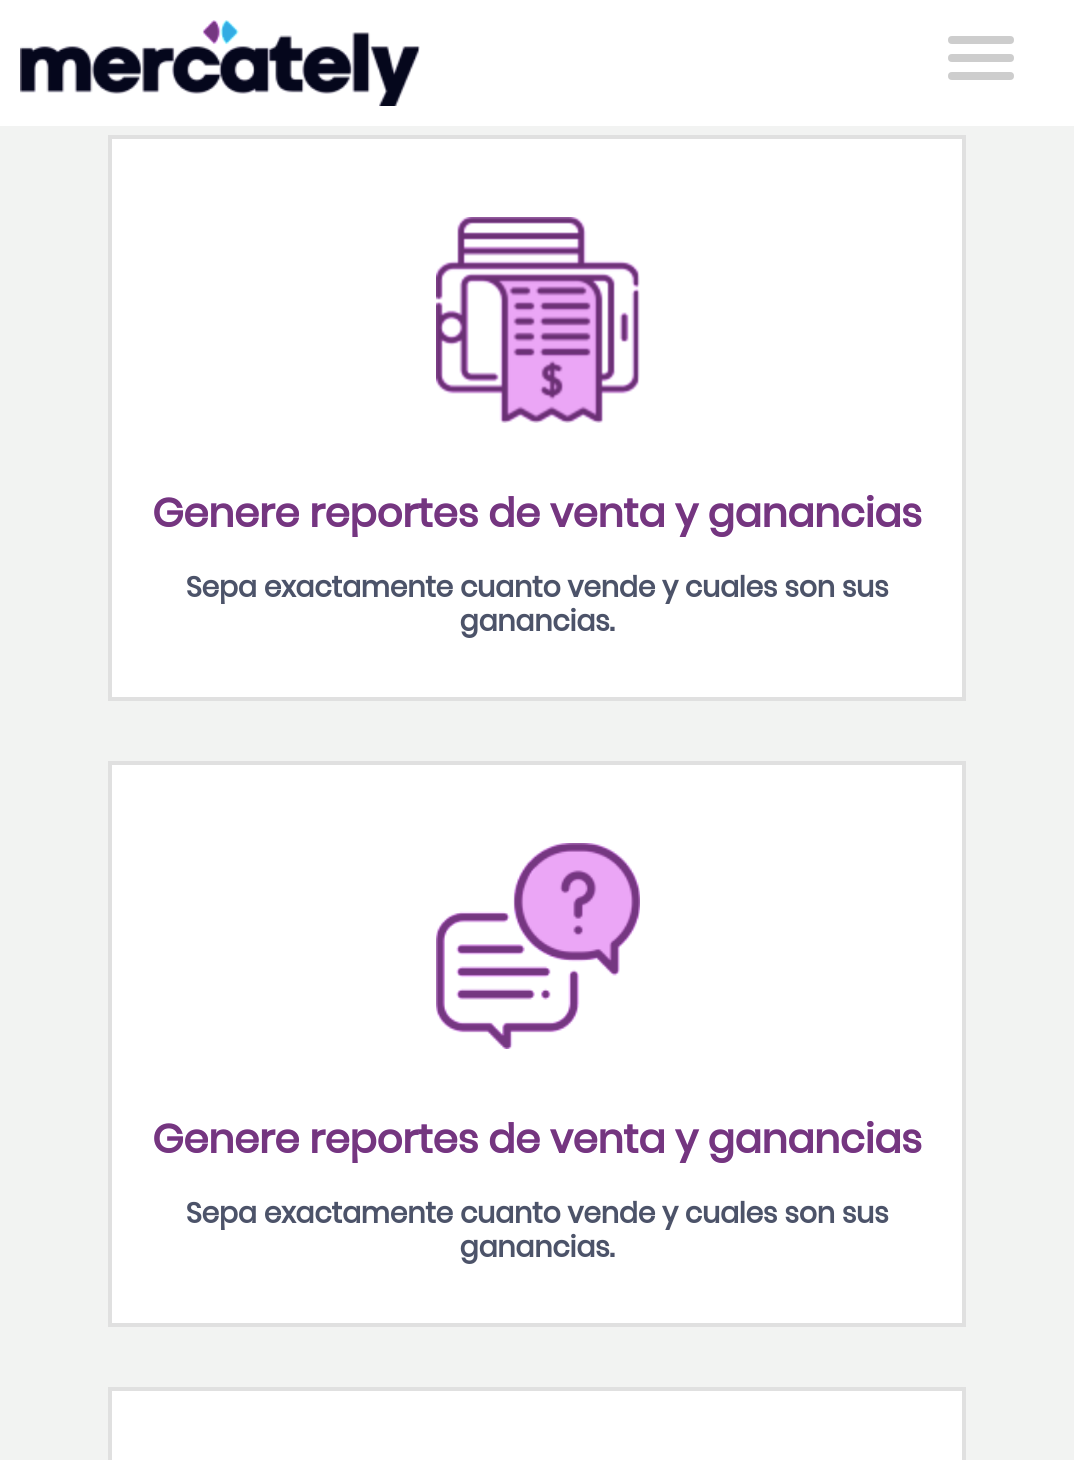 mercately
$
Genere reportes de venta y ganancias
Sepa exactamente cuanto vende y cuales son sus
ganancias.
?
Genere reportes de venta y ganancias
Sepa exactamente cuanto vende y cuales son sus
ganancias.